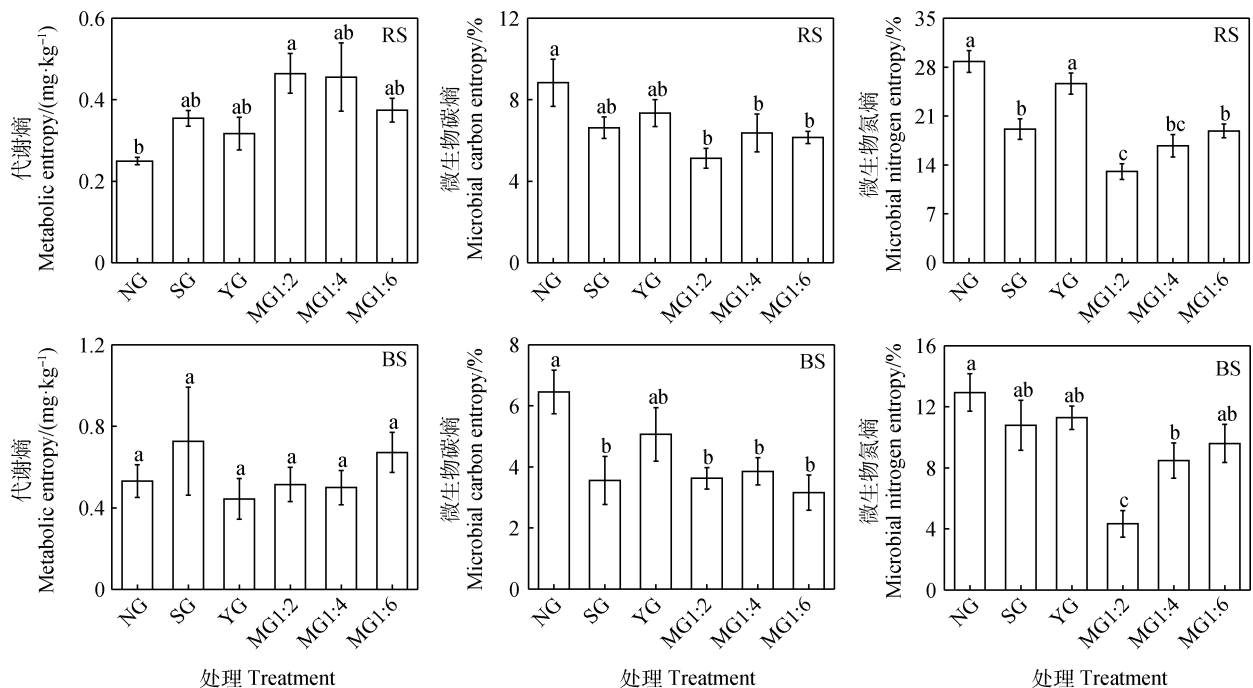 代谢熵
Metabolic entropy/(mg·kg⁻¹)
0.6
0.4
0.2
0
RS
b
ab
ab
a
ab
ab
NG
SG
YG
MG1:2
MG1:4
MG1:6
微生物碳熵
Microbial carbon entropy/%
12
8
4
0
RS
a
ab
ab
b
b
b
NG
SG
YG
MG1:2
MG1:4
MG1:6
微生物氮熵
Microbial nitrogen entropy/%
35
28
21
14
7
0
RS
a
b
a
c
bc
b
NG
SG
YG
MG1:2
MG1:4
MG1:6
代谢熵
Metabolic entropy/(mg·kg⁻¹)
1.2
0.8
0.4
0
BS
a
a
a
a
a
a
NG
SG
YG
MG1:2
MG1:4
MG1:6
处理 Treatment
微生物碳熵
Microbial carbon entropy/%
8
6
4
2
0
BS
a
b
ab
b
b
b
NG
SG
YG
MG1:2
MG1:4
MG1:6
处理 Treatment
微生物氮熵
Microbial nitrogen entropy/%
16
12
8
4
0
BS
a
ab
ab
c
b
ab
NG
SG
YG
MG1:2
MG1:4
MG1:6
处理 Treatment